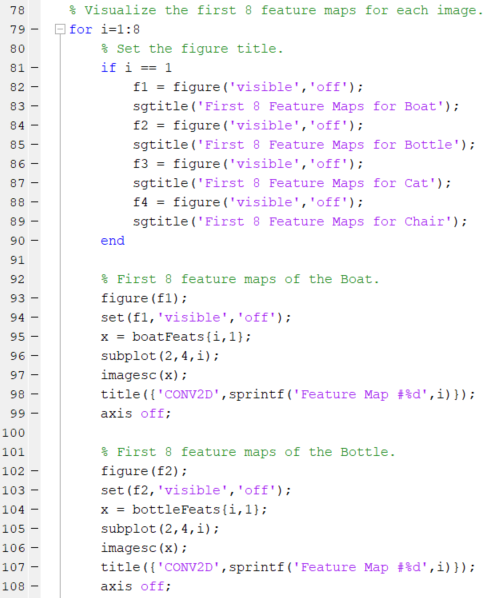 78 % Visualize the first 8 feature maps for each image.
79 - for i=1:8
80 % Set the figure title.
81 - if i == 1
82 - f1 = figure('visible','off');
83 - sgtitle('First 8 Feature Maps for Boat');
84 - f2 = figure('visible','off');
85 - sgtitle('First 8 Feature Maps for Bottle');
86 - f3 = figure('visible','off');
87 - sgtitle('First 8 Feature Maps for Cat');
88 - f4 = figure('visible','off');
89 - sgtitle('First 8 Feature Maps for Chair');
90 - end
91
92 % First 8 feature maps of the Boat.
93 - figure(f1);
94 - set(f1,'visible','off');
95 - x = boatFeats{i,1};
96 - subplot(2,4,i);
97 - imagesc(x);
98 - title({'CONV2D',sprintf('Feature Map #%d',i)});
99 - axis off;
100
101 % First 8 feature maps of the Bottle.
102 - figure(f2);
103 - set(f2,'visible','off');
104 - x = bottleFeats{i,1};
105 - subplot(2,4,i);
106 - imagesc(x);
107 - title({'CONV2D',sprintf('Feature Map #%d',i)});
108 - axis off;